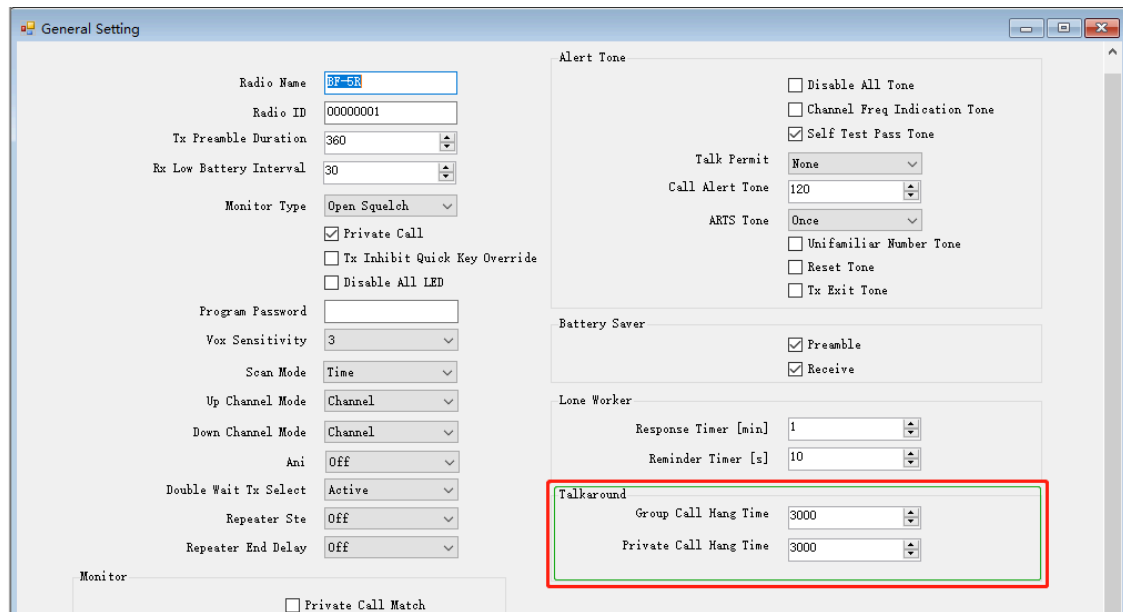 General Setting
Radio Name BF-5R
Radio ID 00000001
Tx Preamble Duration 360
Rx Low Battery Interval 30
Monitor Type Open Squelch
Private Call
Tx Inhibit Quick Key Override
Disable All LED
Program Password
Vox Sensitivity 3
Scan Mode Time
Up Channel Mode Channel
Down Channel Mode Channel
Ani Off
Double Wait Tx Select Active
Repeater Ste Off
Repeater End Delay Off
Monitor
Private Call Match
Alert Tone
Disable All Tone
Channel Freq Indication Tone
Self Test Pass Tone
Talk Permit None
Call Alert Tone 120
ARTS Tone Once
Unifamiliar Number Tone
Reset Tone
Tx Exit Tone
Battery Saver
Preamble
Receive
Lone Worker
Response Timer [min] 1
Reminder Timer [s] 10
Talkaround
Group Call Hang Time 3000
Private Call Hang Time 3000